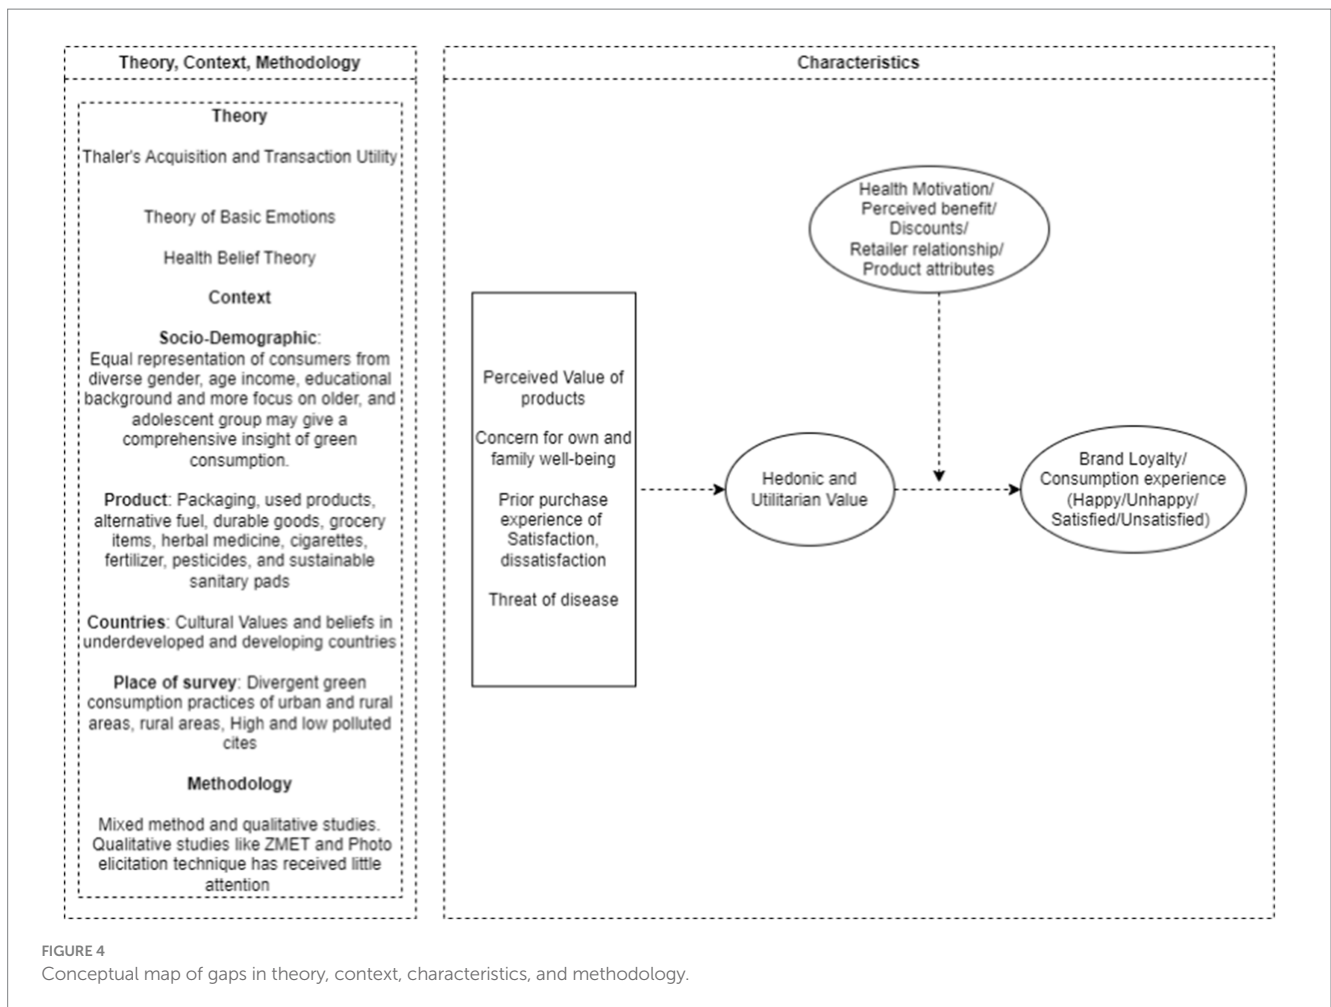 Theory, Context, Methodology
Theory
Thaler's Acquisition and Transaction Utility
Theory of Basic Emotions
Health Belief Theory
Context
Socio-Demographic:
Equal representation of consumers from
diverse gender, age income, educational
background and more focus on older, and
adolescent group may give a
comprehensive insight of green
consumption.
Product: Packaging, used products,
alternative fuel, durable goods, grocery
items, herbal medicine, cigarettes,
fertilizer, pesticides, and sustainable
sanitary pads
Countries: Cultural Values and beliefs in
underdeveloped and developing countries
Place of survey: Divergent green
consumption practices of urban and rural
areas, rural areas, High and low polluted
cites
Methodology
Mixed method and qualitative studies.
Qualitative studies like ZMET and Photo
elicitation technique has received little
attention
Characteristics
Health Motivation/
Perceived benefit/
Discounts/
Retailer relationship/
Product attributes
Perceived Value of
products
Concern for own and
family well-being
Prior purchase
experience of
Satisfaction,
dissatisfaction
Threat of disease
Hedonic and
Utilitarian Value
Brand Loyalty/
Consumption experience
(Happy/Unhappy/
Satisfied/Unsatisfied)
FIGURE 4
Conceptual map of gaps in theory, context, characteristics, and methodology.